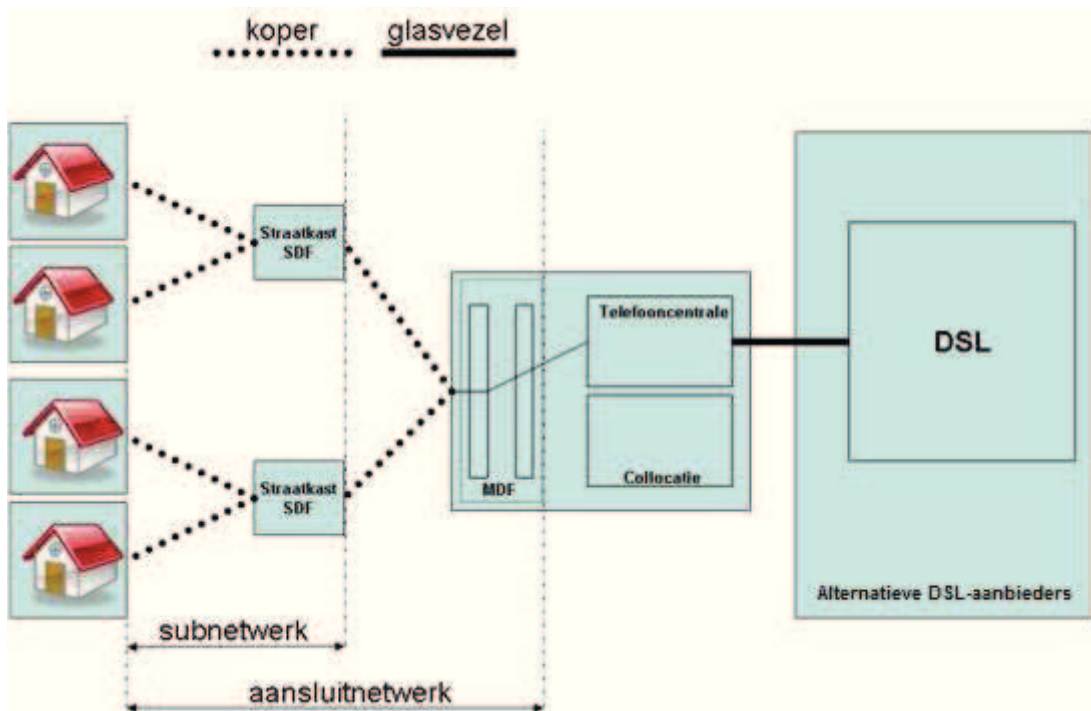 koper
glasvezel
Straatkast
SDF
Telefooncentrale
DSL
Collocatie
MDF
Straatkast
SDF
Alternatieve DSL-aanbieders
subnetwerk
aansluitnetwerk